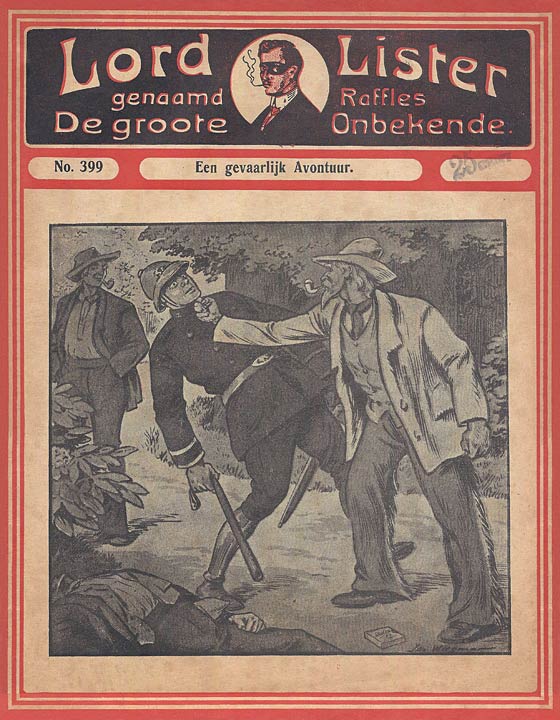 Lord Lister
genaamd Raffles
De groote Onbekende.
No. 399
Een gevaarlijk Avontuur.